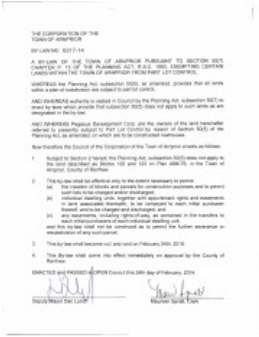 THE CORPORATION OF THE
TOWN OF ARNPRIOR
BY-LAW NO. 6317-14
A BY-LAW OF THE TOWN OF ARNPRIOR PURSUANT TO SECTION 50(7)
CHAPTER P. 13 OF THE PLANNING ACT, R.S.O. 1990, EXEMPTING CERTAIN
LANDS WITHIN THE TOWN OF ARNPRIOR FROM PART LOT CONTROL
WHEREAS the Planning Act, subsection 50(5), as amended, provides that all lands
within a plan of subdivision are subject to part lot control;
AND WHEREAS authority is vested in Council by the Planning Act, subsection 50(7) to
enact by-laws which provide that subsection 50(5) does not apply to such lands as are
designated in the by-law
AND WHEREAS Pegasus Development Corp. are the owners of the land hereinafter
referred to presently subject to Part Lot Control by reason of Section 50(5) of the
Planning Act, as amended, on which are to be constructed
Now therefore the Council of the Corporation of the Town of Arnprior enacts as follows:
1. Subject to Section 2 hereof, the Planning Act, subsection 50(5) does not apply to
the land described as Blocks and in Plan in the Town of
Arnprior, County of Renfrew.
2. This by-law shall be effective only to the extent necessary to permit
(a) the creation of blocks and parcels for construction purposes and to permit
such lots to be charged and/or discharged;
(b) individual dwelling units, together with appurtenant rights and easements
in land associated therewith, to be conveyed to each initial purchaser
thereof, and to be charged and discharged; and
(c) any easements, including rights-of-way, as contained in the transfers to
each initial purchaser of each individual dwelling unit;
and this by-law shall not be construed as to permit the further severance or
resubdivision of any such parcel.
3. This By-law shall become null and void on February 24th, 2016.
4. This By-law shall come into effect immediately on approval by the County of
Renfrew.
ENACTED and PASSED in OPEN Council this 24th day of February, 2014.
Deputy Mayor Dan Lynch Maureen Spratt, Clerk